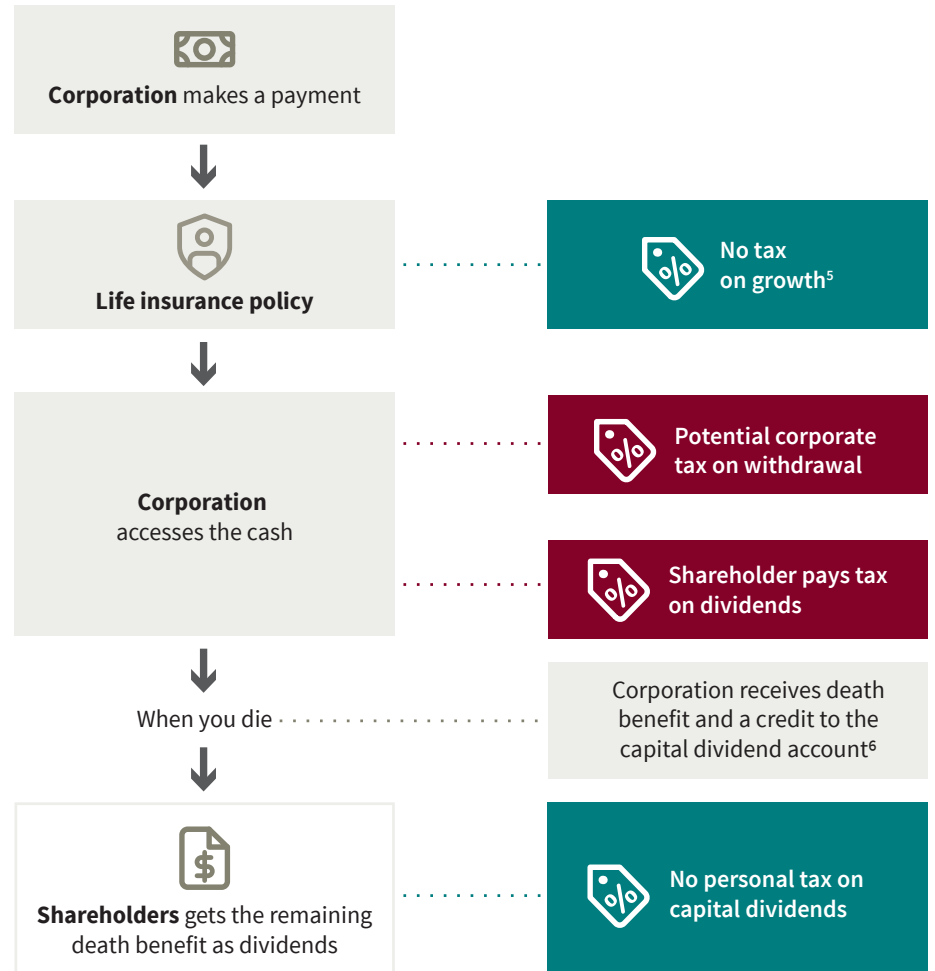 Corporation makes a payment
Life insurance policy
No tax
on growth⁵
Corporation
accesses the cash
Potential corporate
tax on withdrawal
Shareholder pays tax
on dividends
When you die
Corporation receives death
benefit and a credit to the
capital dividend account⁶
Shareholders gets the remaining
death benefit as dividends
No personal tax on
capital dividends